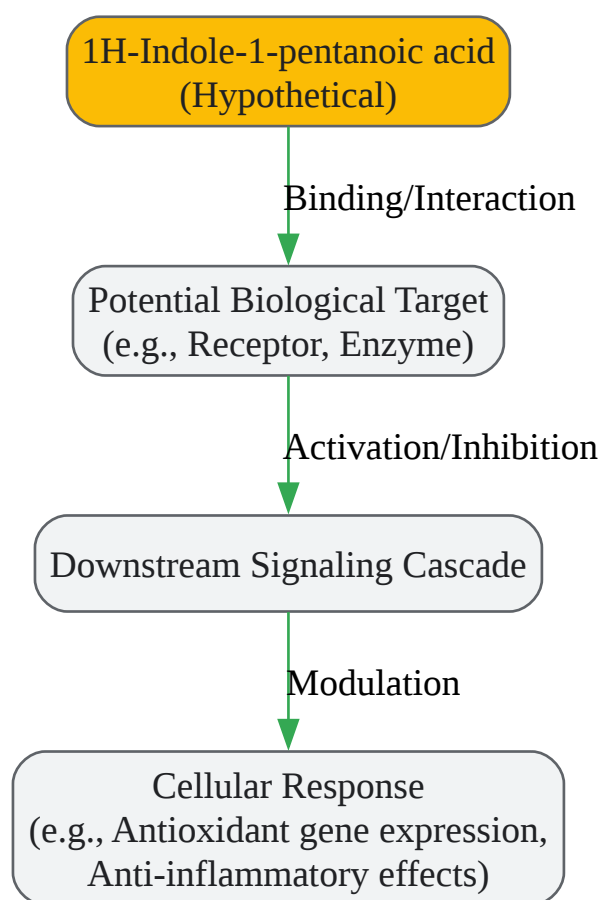 1H-Indole-1-pentanoic acid
(Hypothetical)
Binding/Interaction
Potential Biological Target
(e.g., Receptor, Enzyme)
Activation/Inhibition
Downstream Signaling Cascade
Modulation
Cellular Response
(e.g., Antioxidant gene expression,
Anti-inflammatory effects)